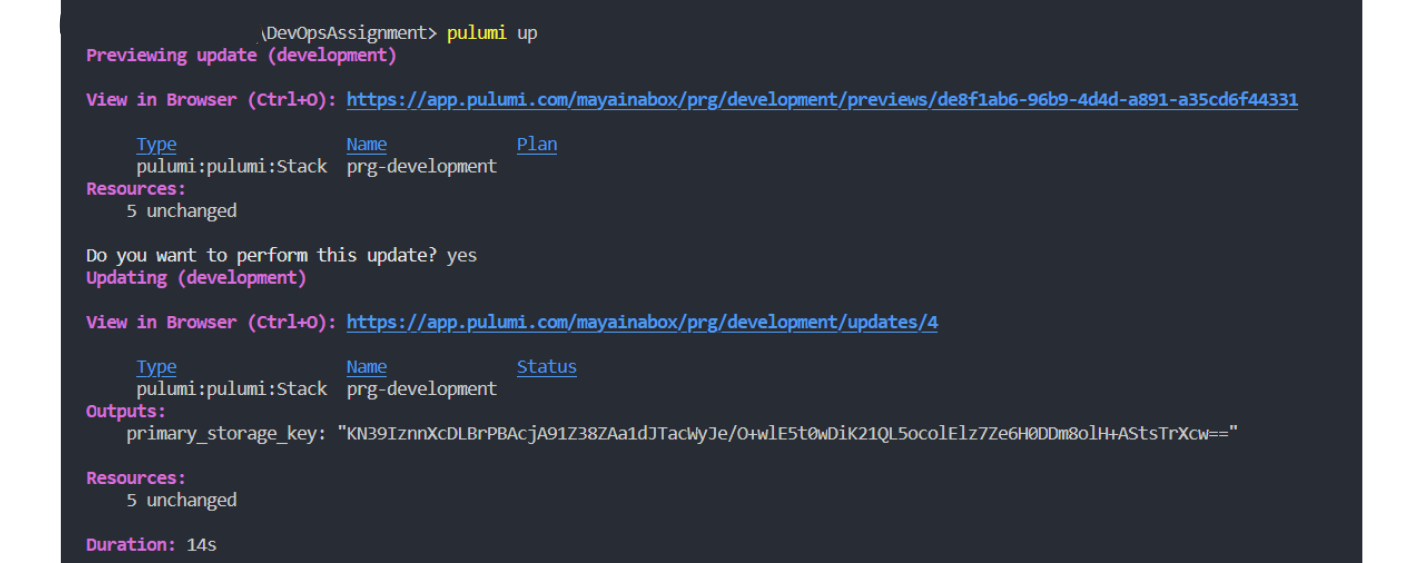 \DevOpsAssignment> pulumi up
Previewing update (development)
View in Browser (Ctrl+O): https://app.pulumi.com/mayainabox/prg/development/previews/de8f1ab6-96b9-4d4d-a891-a35cd6f44331
Type Name Plan
pulumi:pulumi:Stack prg-development
Resources:
5 unchanged
Do you want to perform this update? yes
Updating (development)
View in Browser (Ctrl+O): https://app.pulumi.com/mayainabox/prg/development/updates/4
Type Name Status
pulumi:pulumi:Stack prg-development
Outputs:
primary_storage_key: "KN39IznnXcDLBrPBAcjA91Z38ZAa1dJTacWyJe/O+wlE5t0wDiK21QL5ocolElz7Ze6H0DDm8olH+AStsTrXcw=="
Resources:
5 unchanged
Duration: 14s